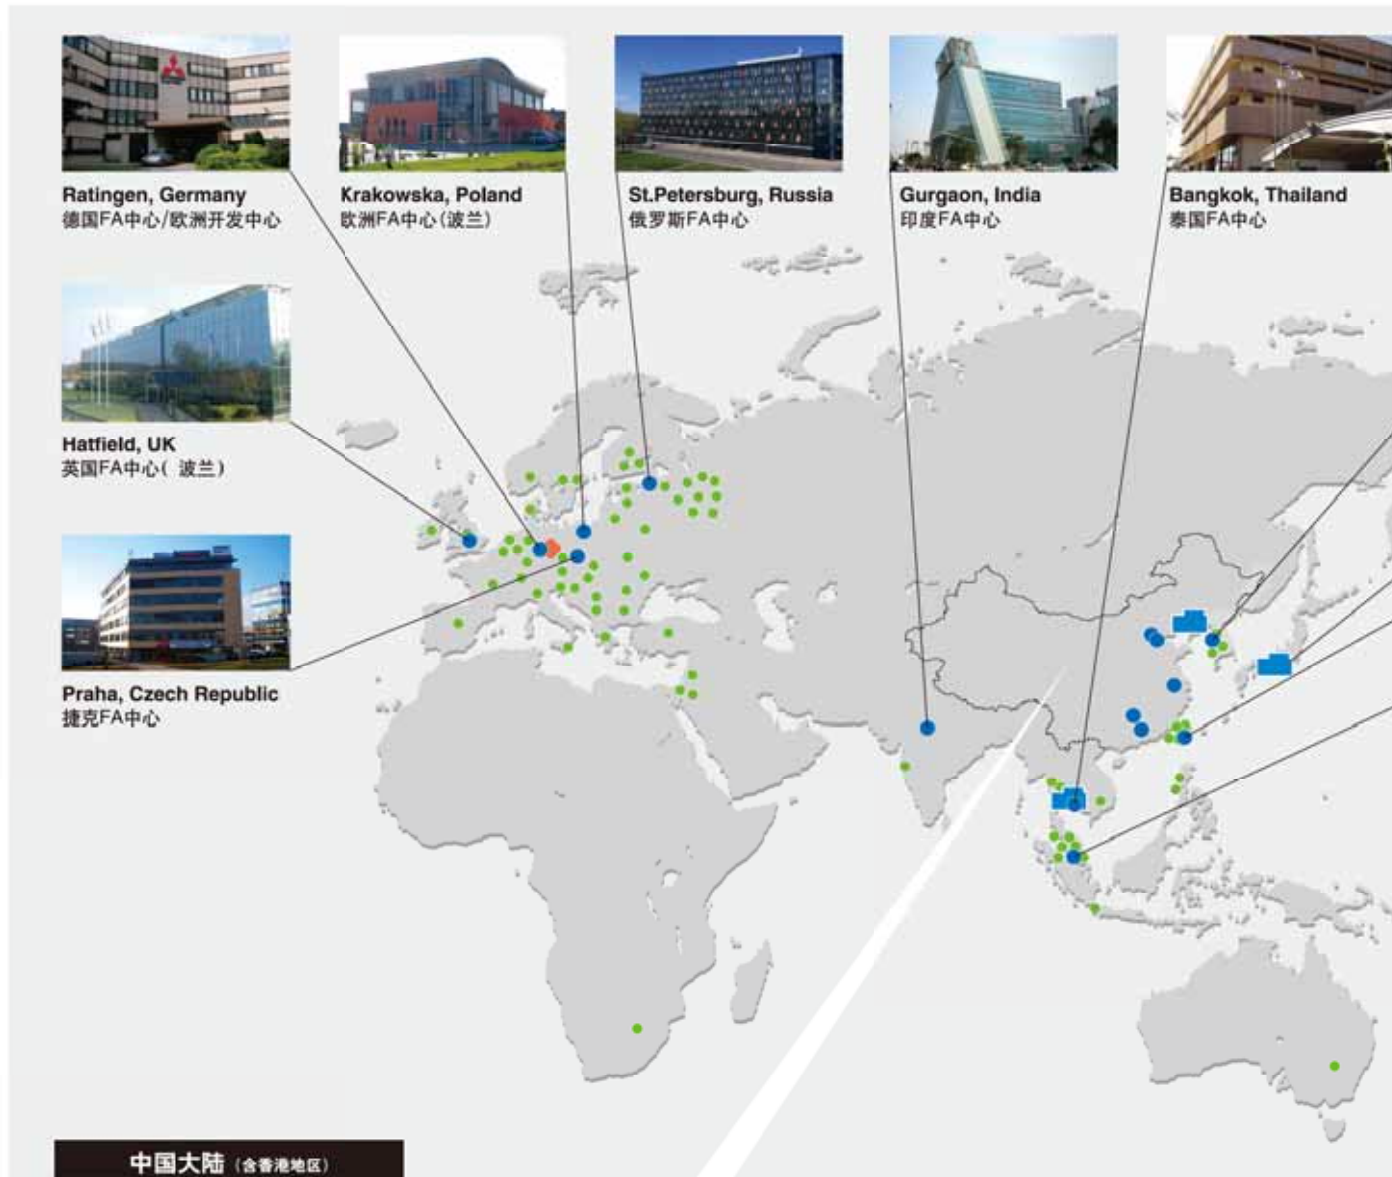 Ratingen, Germany
德国FA中心/欧洲开发中心
Krakowska, Poland
欧洲FA中心(波兰)
St.Petersburg, Russia
俄罗斯FA中心
Gurgaon, India
印度FA中心
Bangkok, Thailand
泰国FA中心
Hatfield, UK
英国FA中心( 波兰)
Praha, Czech Republic
捷克FA中心
中国大陆 (含香港地区)